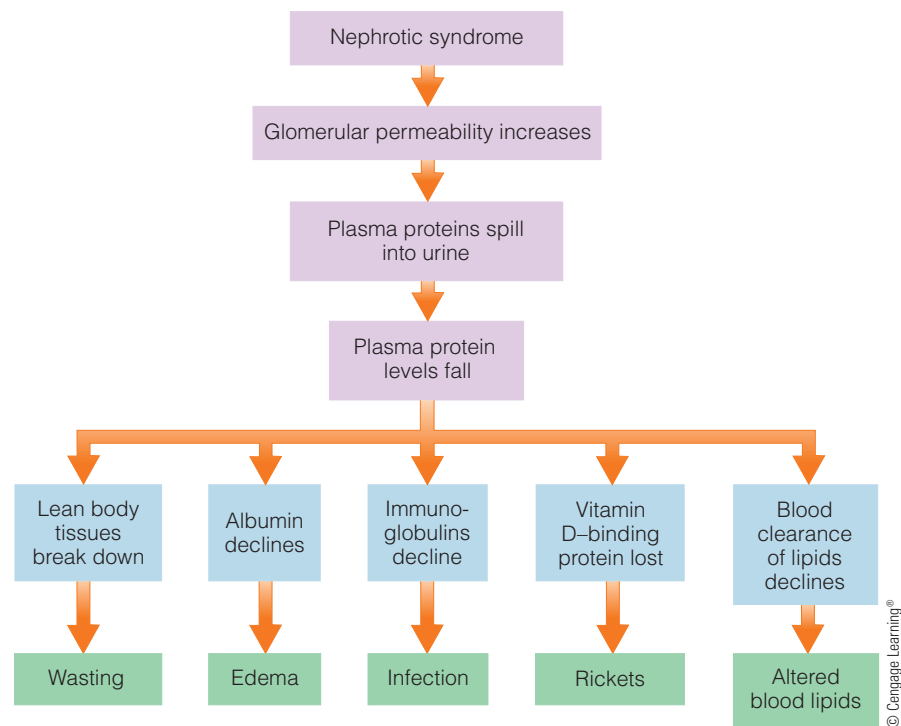 Nephrotic syndrome
Glomerular permeability increases
Plasma proteins spill
into urine
Plasma protein
levels fall
Lean body
tissues
break down
Albumin
declines
Immuno-
globulins
decline
Vitamin
D–binding
protein lost
Blood
clearance
of lipids
declines
Wasting
Edema
Infection
Rickets
Altered
blood lipids
© Cengage Learning®